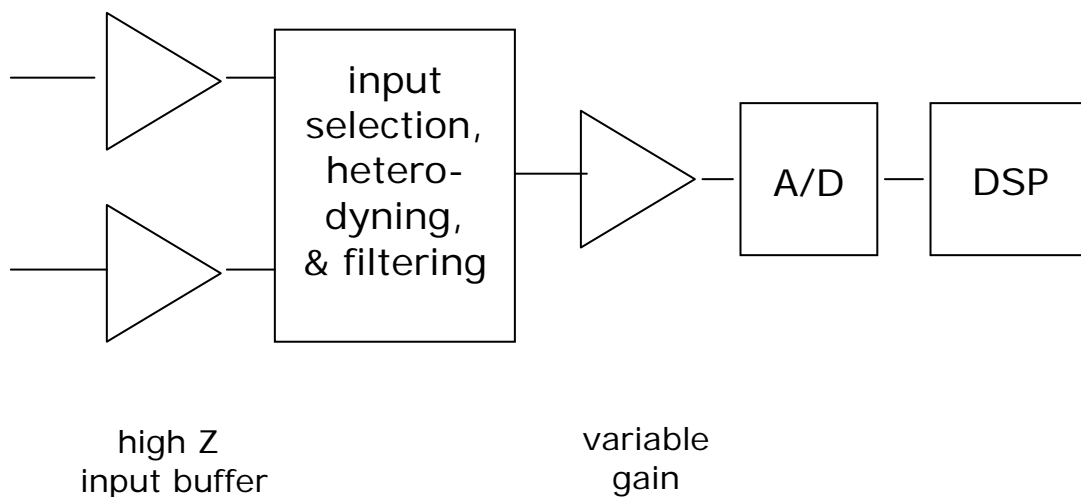 input
selection,
hetero-
dyning,
& filtering
A/D
DSP
high Z
input buffer
variable
gain